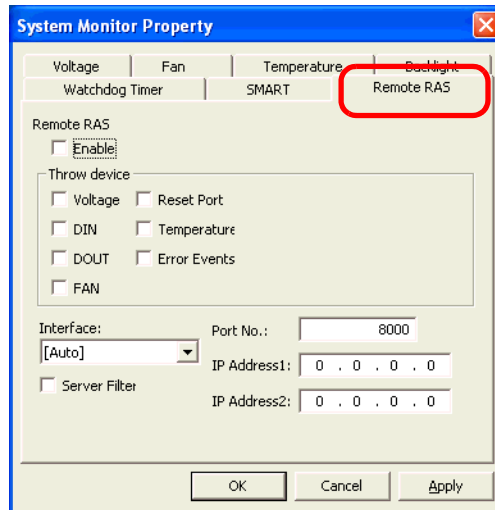 System Monitor Property
Voltage Fan Temperature Backlight
Watchdog Timer SMART Remote RAS
Remote RAS
Enable
Throw device
Voltage Reset Port
DIN Temperature
DOUT Error Events
FAN
Interface: Port No.: 8000
[Auto] IP Address1: 0 . 0 . 0 . 0
Server Filter IP Address2: 0 . 0 . 0 . 0
OK Cancel Apply